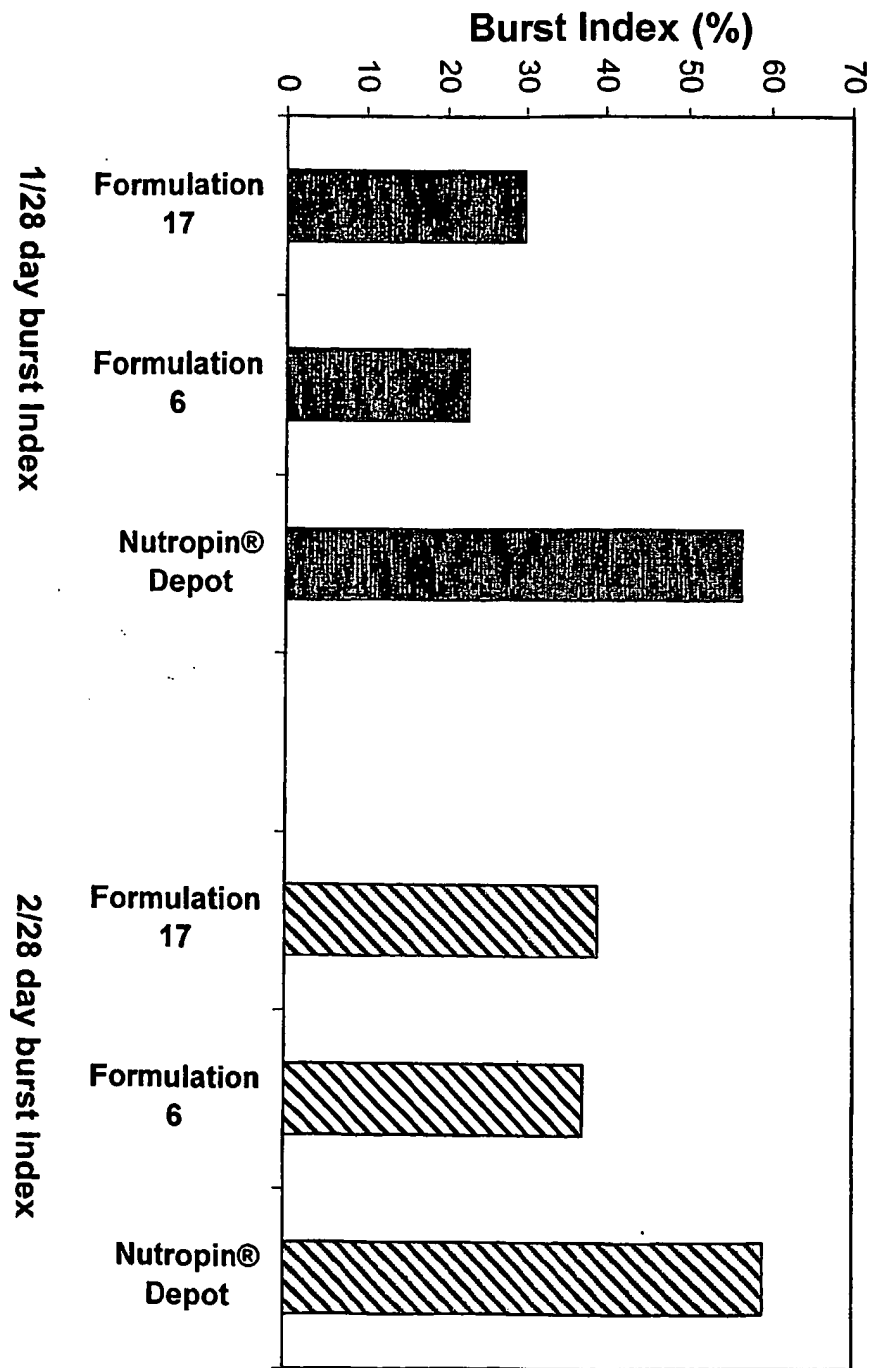 Burst Index (%)
0
10
20
30
40
50
60
70
Formulation
17
Formulation
6
Nutropin®
Depot
Formulation
17
Formulation
6
Nutropin®
Depot
1/28 day burst Index
2/28 day burst Index